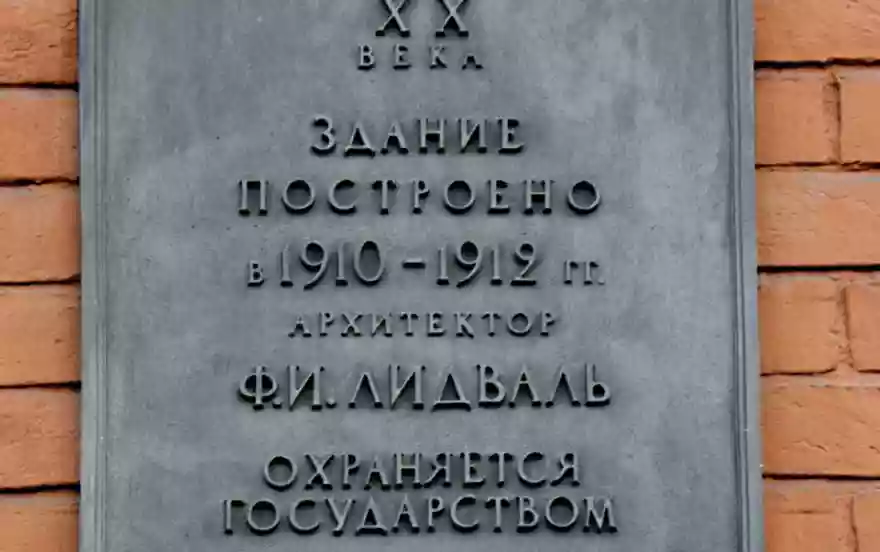 XX
ВЕКА
ЗДАНИЕ
ПОСТРОЕНО
В 1910-1912 ГГ.
АРХИТЕКТОР
Ф.И. ЛИДВАЛЬ
ОХРАНЯЕТСЯ
ГОСУДАРСТВОМ